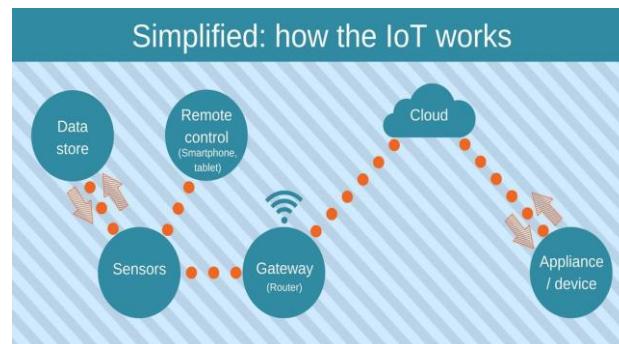 Simplified: how the IoT works
Data
store
Remote
control
(Smartphone,
tablet)
Cloud
Sensors
Gateway
(Router)
Appliance
/ device